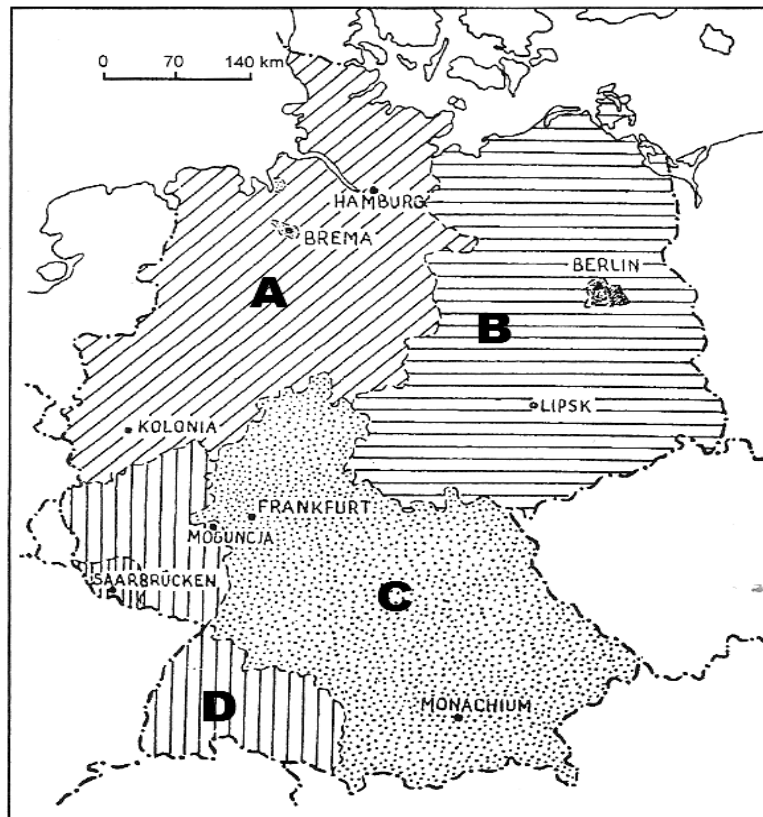 0 70 140 km
HAMBURG
BREMA
BERLIN
A
B
LIPSK
KOLONIA
FRANKFURT
MOGUNCJA
SAARBRÜCKEN
C
D
MONACHIUM